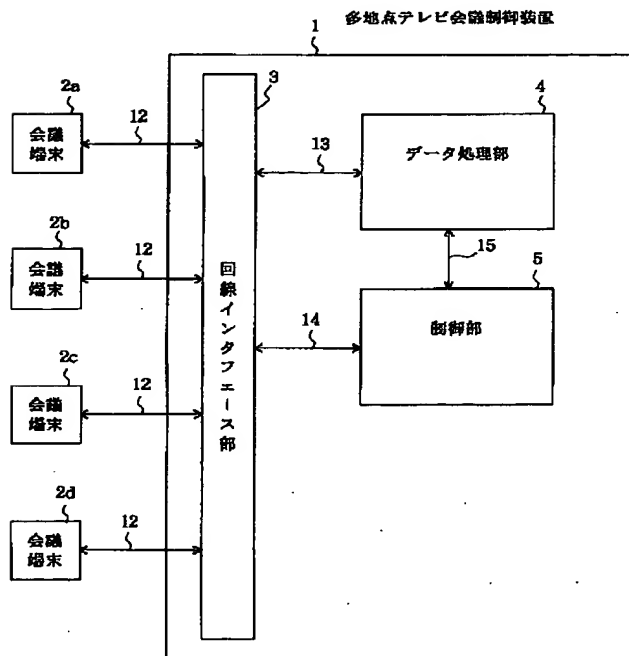 多地点テレビ会議制御装置
1
3
2a
会議
端末
12
4
データ処理部
13
2b
会議
端末
12
15
5
回線インタフェース部
14
制御部
2c
会議
端末
12
2d
会議
端末
12